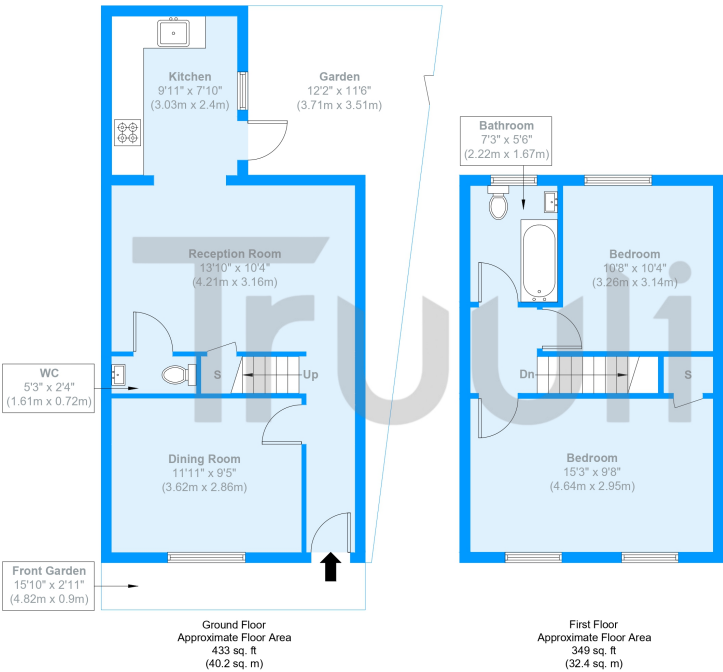 Kitchen
9'11" x 7'10"
(3.03m x 2.4m)
Garden
12'2" x 11'6"
(3.71m x 3.51m)
Bathroom
7'3" x 5'6"
(2.22m x 1.67m)
Reception Room
13'10" x 10'4"
(4.21m x 3.16m)
Bedroom
10'8" x 10'4"
(3.26m x 3.14m)
Truuli
WC
5'3" x 2'4"
(1.61m x 0.72m)
S
Up
Dn
S
Dining Room
11'11" x 9'5"
(3.62m x 2.86m)
Bedroom
15'3" x 9'8"
(4.64m x 2.95m)
Front Garden
15'10" x 2'11"
(4.82m x 0.9m)
Ground Floor
Approximate Floor Area
433 sq. ft
(40.2 sq. m)
First Floor
Approximate Floor Area
349 sq. ft
(32.4 sq. m)